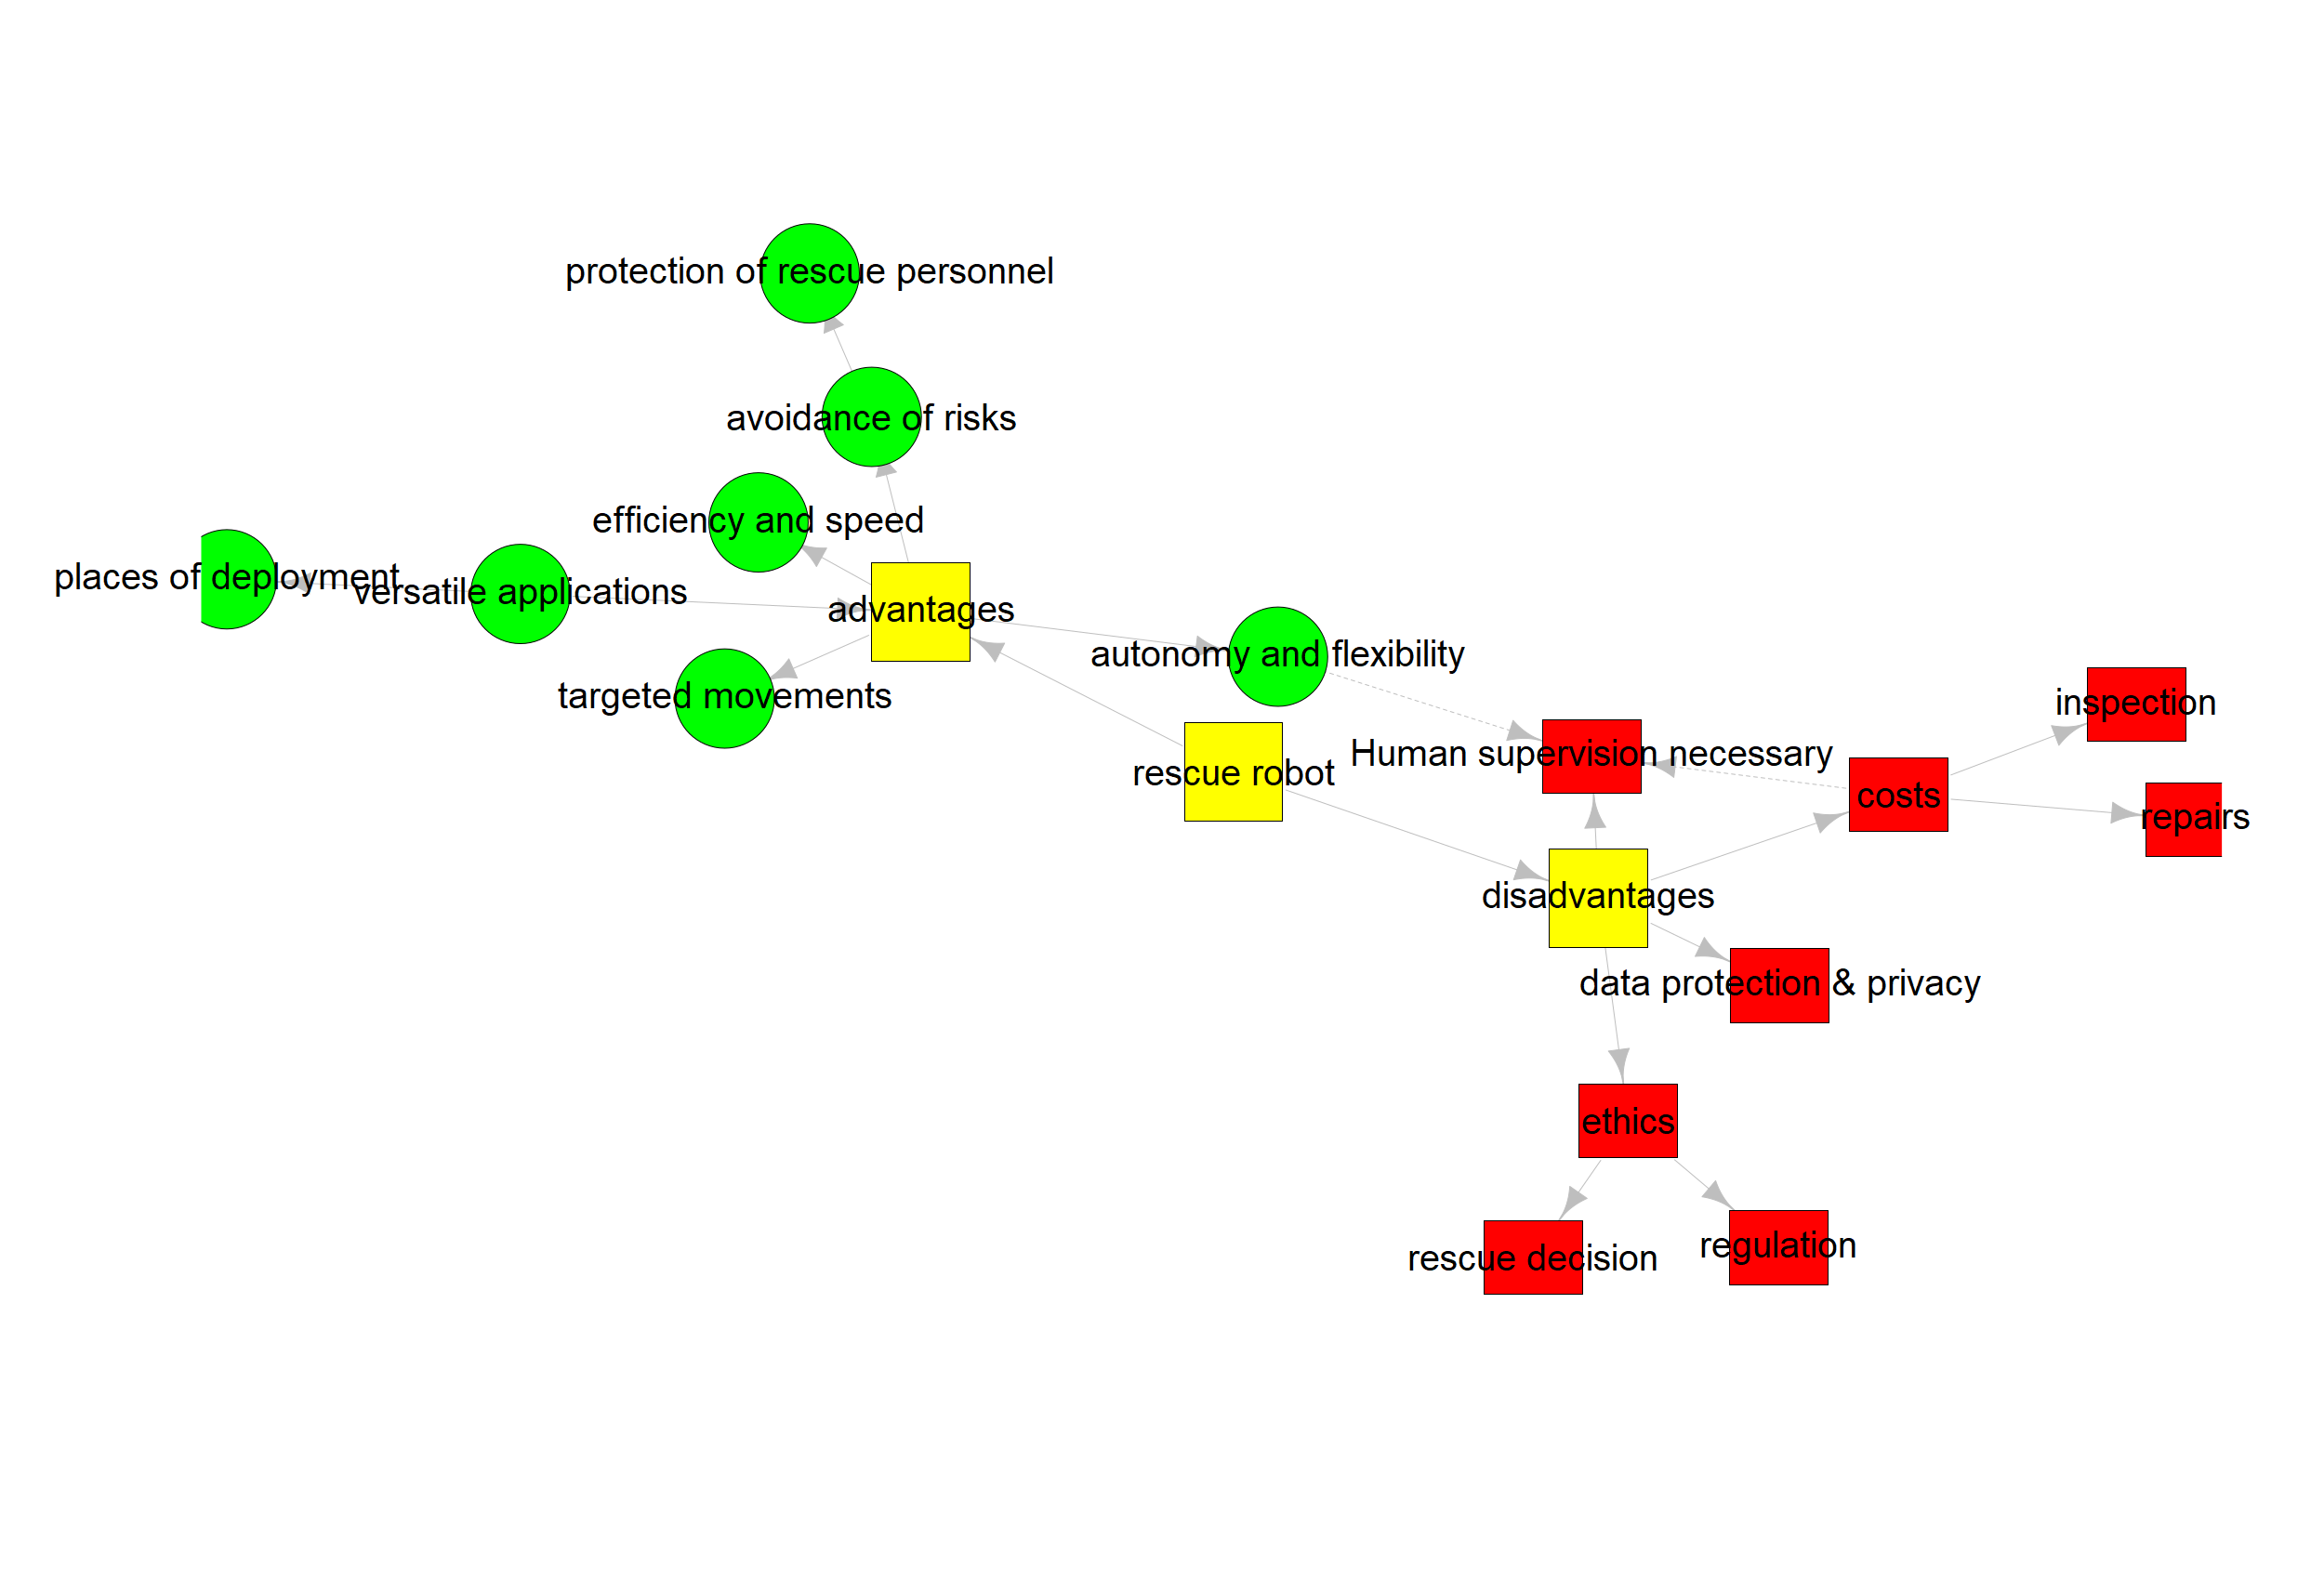 protection of rescue personnel
avoidance of risks
efficiency and speed
places of deployment
versatile applications
advantages
targeted movements
autonomy and flexibility
rescue robot
Human supervision necessary
inspection
costs
repairs
disadvantages
data protection & privacy
ethics
rescue decision
regulation